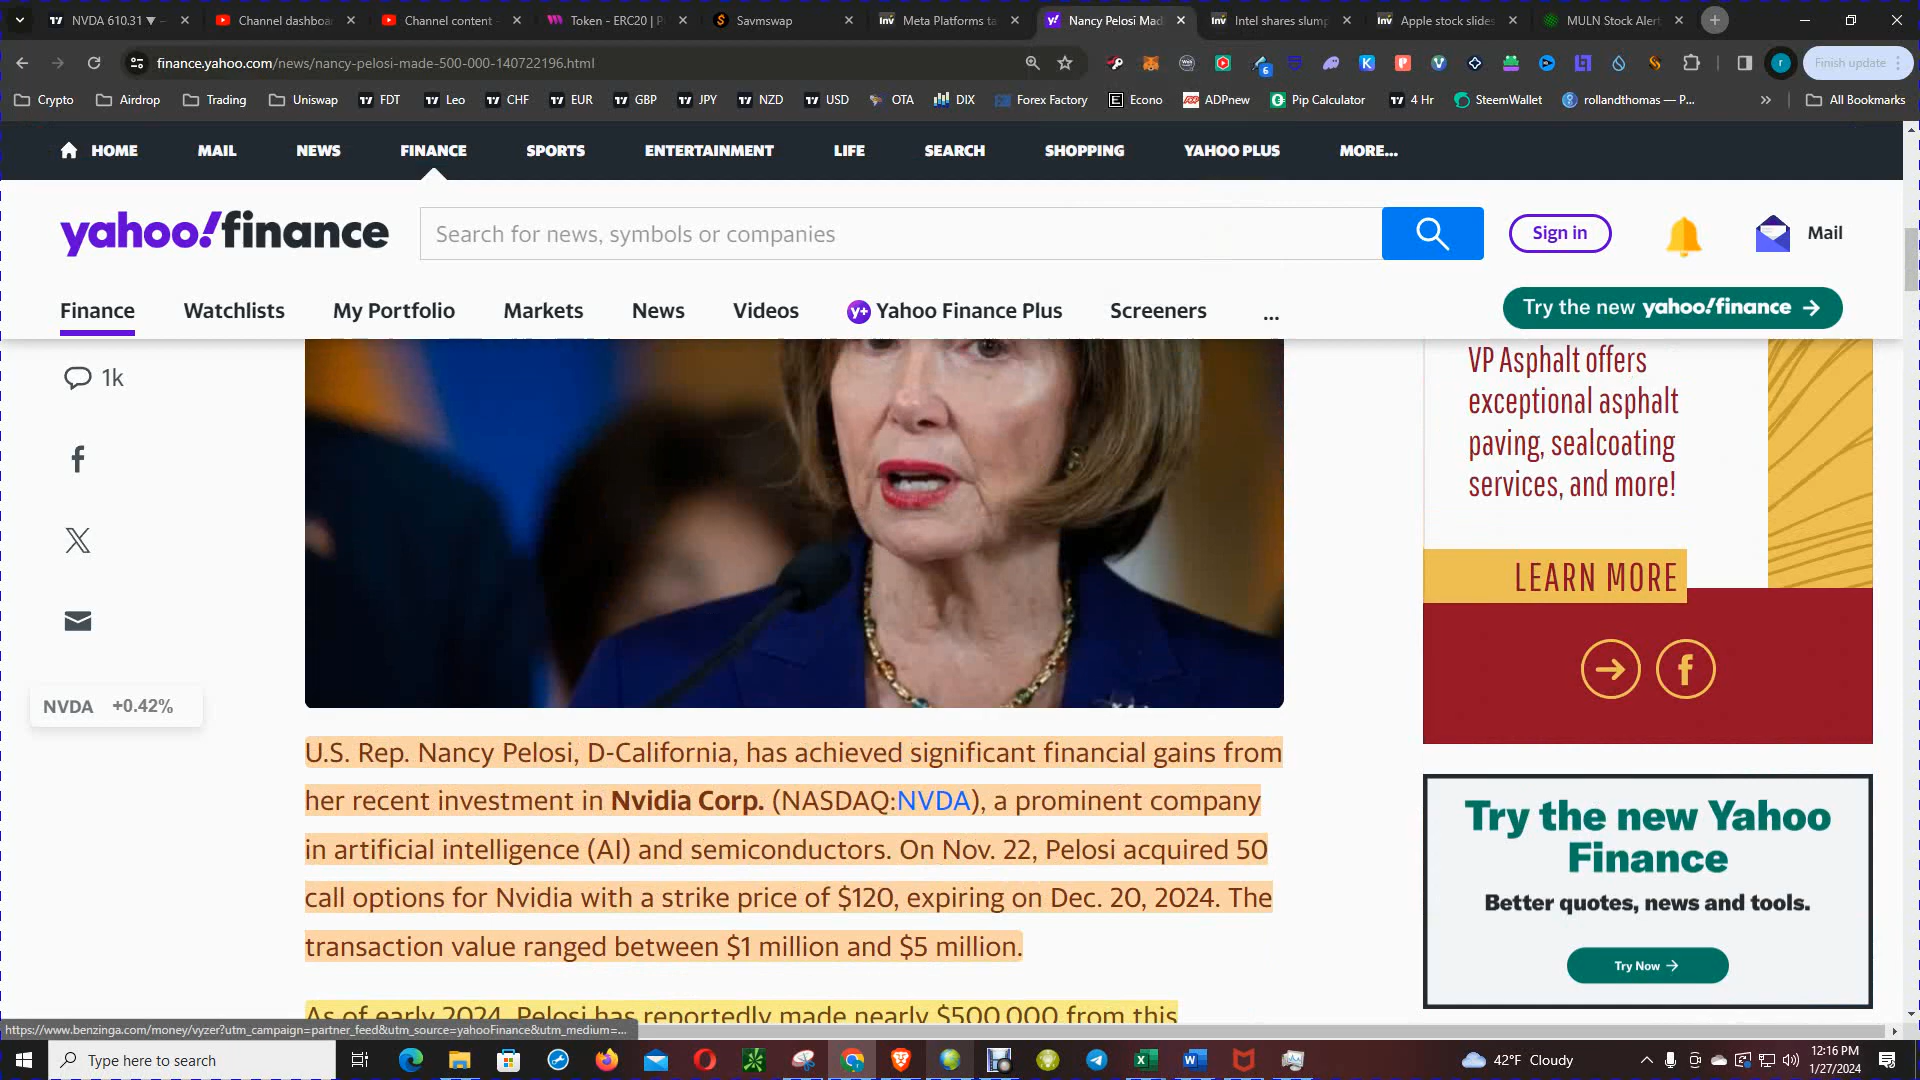 NVDA 610.31 ▼
Channel dashboa
Channel content
Token - ERC20 | P
Savmswap
Meta Platforms ta
Nancy Pelosi Mad
Intel shares slump
Apple stock slides
MULN Stock Alert
finance.yahoo.com/news/nancy-pelosi-made-500-000-140722196.html
6
Finish update
Crypto
Airdrop
Trading
Uniswap
FDT
Leo
CHF
EUR
GBP
JPY
NZD
USD
OTA
DIX
Forex Factory
Econo
ADPnew
Pip Calculator
4 Hr
SteemWallet
rollandthomas — P...
All Bookmarks
HOME
MAIL
NEWS
FINANCE
SPORTS
ENTERTAINMENT
LIFE
SEARCH
SHOPPING
YAHOO PLUS
MORE...
yahoo!finance
Search for news, symbols or companies
Sign in
Mail
Finance
Watchlists
My Portfolio
Markets
News
Videos
Yahoo Finance Plus
Screeners
...
Try the new yahoo!finance →
1k
NVDA +0.42%
U.S. Rep. Nancy Pelosi, D-California, has achieved significant financial gains from
her recent investment in Nvidia Corp. (NASDAQ:NVDA), a prominent company
in artificial intelligence (AI) and semiconductors. On Nov. 22, Pelosi acquired 50
call options for Nvidia with a strike price of $120, expiring on Dec. 20, 2024. The
transaction value ranged between $1 million and $5 million.
As of early 2024, Pelosi has reportedly made nearly $500,000 from this
VP Asphalt offers
exceptional asphalt
paving, sealcoating
services, and more!
LEARN MORE
Try the new Yahoo
Finance
Better quotes, news and tools.
Try Now →
https://www.benzinga.com/money/vyzer?utm_campaign=partner_feed&utm_source=yahooFinance&utm_medium=...
Type here to search
42°F Cloudy
12:16 PM
1/27/2024